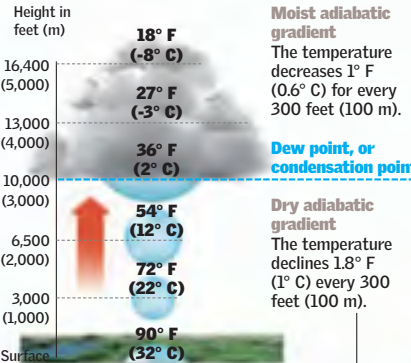 Height in
feet (m)
16,400
(5,000)
13,000
(4,000)
10,000
(3,000)
6,500
(2,000)
3,000
(1,000)
Surface
18° F
(-8° C)
27° F
(-3° C)
36° F
(2° C)
54° F
(12° C)
72° F
(22° C)
90° F
(32° C)
Moist adiabatic
gradient
The temperature
decreases 1° F
(0.6° C) for every
300 feet (100 m).
Dew point, or
condensation poin
Dry adiabatic
gradient
The temperature
declines 1.8° F
(1° C) every 300
feet (100 m).